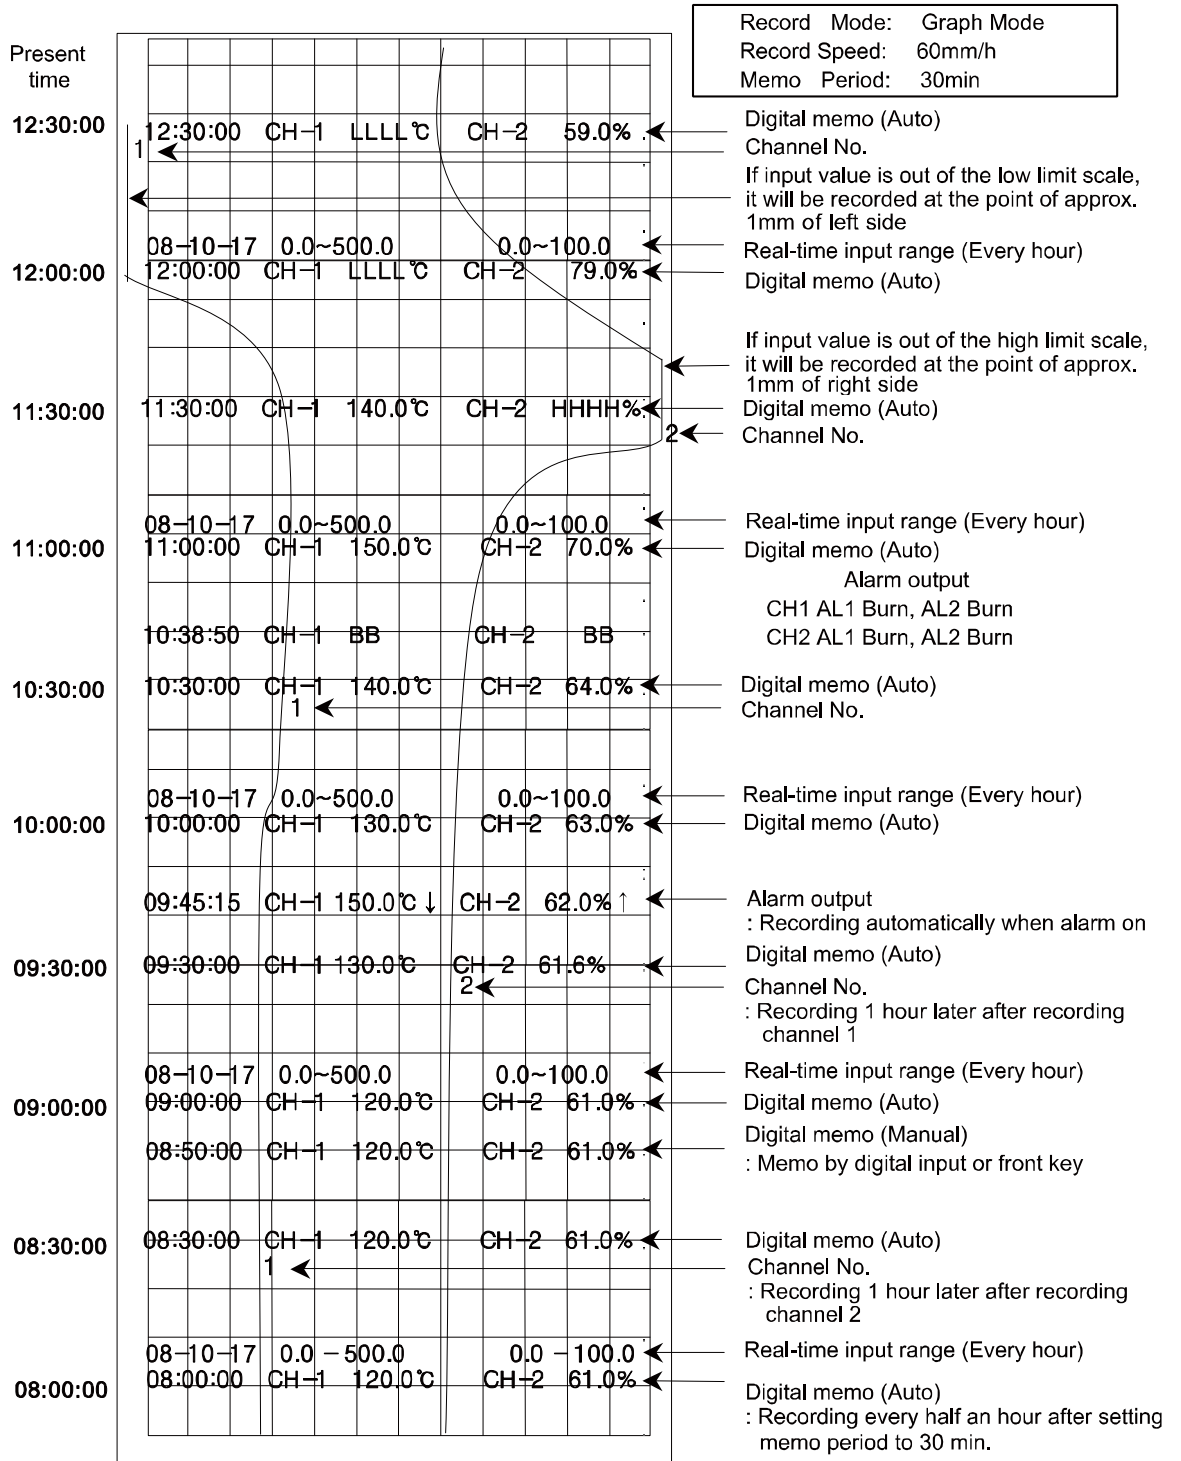 Record Mode: Graph Mode
Record Speed: 60mm/h
Memo Period: 30min
Present
time
12:30:00
12:30:00 CH-1 LLLL℃ CH-2 59.0%
Digital memo (Auto)
1
Channel No.
If input value is out of the low limit scale,
it will be recorded at the point of approx.
1mm of left side
08-10-17 0.0~500.0 0.0~100.0
Real-time input range (Every hour)
12:00:00
12:00:00 CH-1 LLLL℃ CH-2 79.0%
Digital memo (Auto)
If input value is out of the high limit scale,
it will be recorded at the point of approx.
1mm of right side
11:30:00
11:30:00 CH-1 140.0℃ CH-2 HHHH%
Digital memo (Auto)
2
Channel No.
08-10-17 0.0~500.0 0.0~100.0
Real-time input range (Every hour)
11:00:00
11:00:00 CH-1 150.0℃ CH-2 70.0%
Digital memo (Auto)
Alarm output
CH1 AL1 Burn, AL2 Burn
CH2 AL1 Burn, AL2 Burn
10:38:50 CH-1 BB CH-2 BB
10:30:00
10:30:00 CH-1 140.0℃ CH-2 64.0%
Digital memo (Auto)
1
Channel No.
08-10-17 0.0~500.0 0.0~100.0
Real-time input range (Every hour)
10:00:00
10:00:00 CH-1 130.0℃ CH-2 63.0%
Digital memo (Auto)
09:45:15 CH-1 150.0℃ ↓ CH-2 62.0% ↑
Alarm output
: Recording automatically when alarm on
09:30:00
09:30:00 CH-1 130.0℃ CH-2 61.6%
Digital memo (Auto)
2
Channel No.
: Recording 1 hour later after recording
channel 1
08-10-17 0.0~500.0 0.0~100.0
Real-time input range (Every hour)
09:00:00
09:00:00 CH-1 120.0℃ CH-2 61.0%
Digital memo (Auto)
08:50:00 CH-1 120.0℃ CH-2 61.0%
Digital memo (Manual)
: Memo by digital input or front key
08:30:00
08:30:00 CH-1 120.0℃ CH-2 61.0%
Digital memo (Auto)
1
Channel No.
: Recording 1 hour later after recording
channel 2
08-10-17 0.0 - 500.0 0.0 - 100.0
Real-time input range (Every hour)
08:00:00
08:00:00 CH-1 120.0℃ CH-2 61.0%
Digital memo (Auto)
: Recording every half an hour after setting
memo period to 30 min.